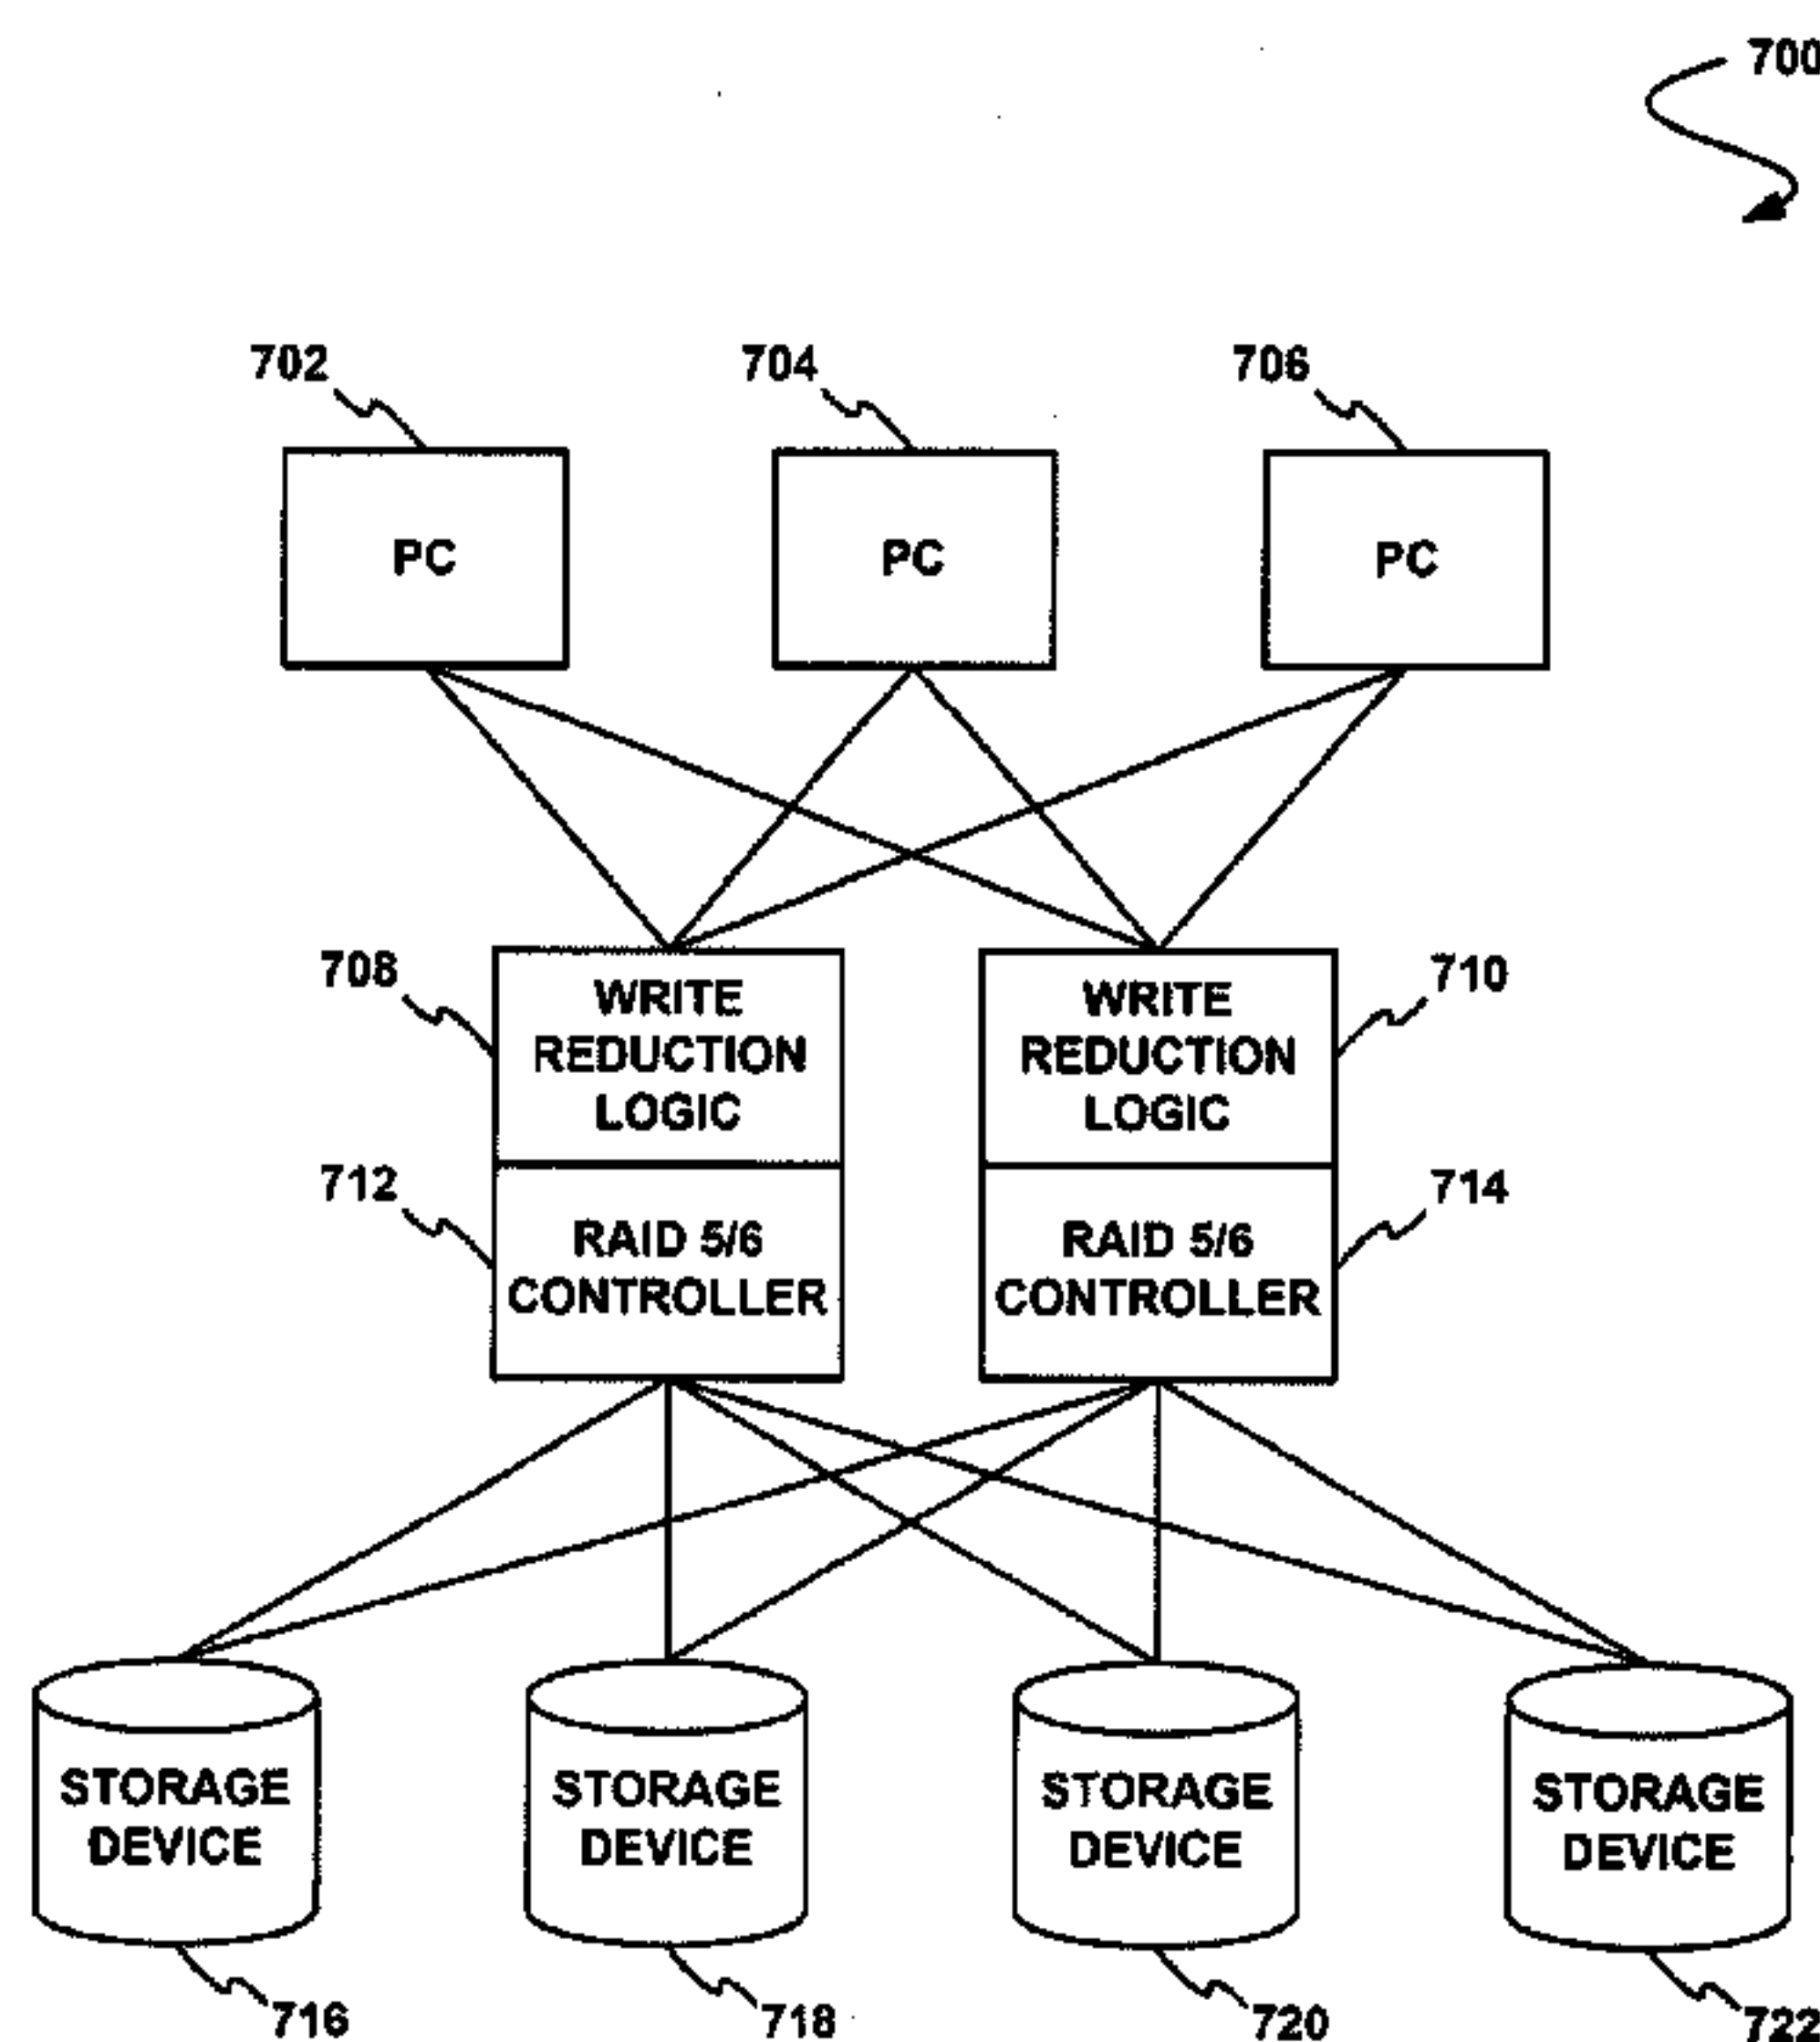 700
702 704 706
PC PC PC
708 WRITE REDUCTION LOGIC WRITE REDUCTION LOGIC 710
712 RAID 5/6 CONTROLLER RAID 5/6 CONTROLLER 714
STORAGE STORAGE STORAGE STORAGE
DEVICE DEVICE DEVICE DEVICE
716 718 720 722